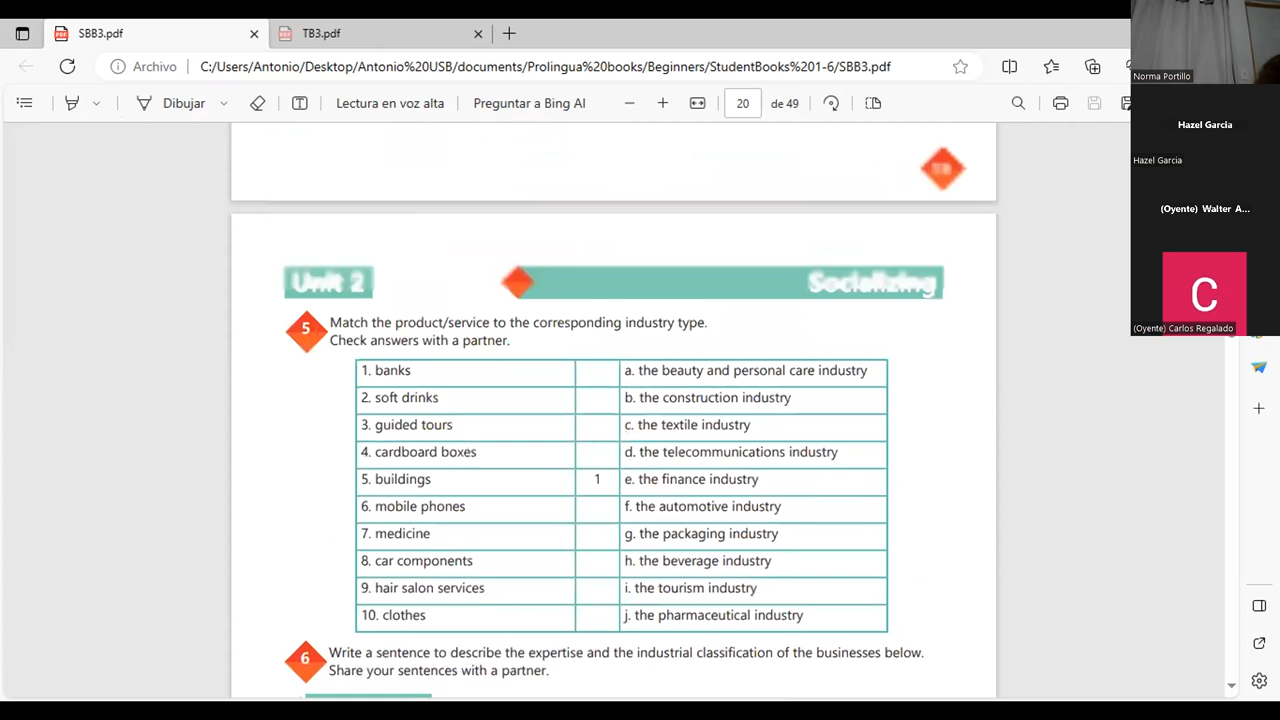 SBB3.pdf
TB3.pdf
Archivo
C:/Users/Antonio/Desktop/Antonio%20USB/documents/Prolingua%20books/Beginners/StudentBooks%201-6/SBB3.pdf
Dibujar
Lectura en voz alta
Preguntar a Bing AI
20
de 49
Norma Portillo
Hazel Garcia
Hazel Garcia
(Oyente) Walter A...
C
(Oyente) Carlos Regalado
Unit 2
Socializing
5
Match the product/service to the corresponding industry type.
Check answers with a partner.
1. banks
a. the beauty and personal care industry
2. soft drinks
b. the construction industry
3. guided tours
c. the textile industry
4. cardboard boxes
d. the telecommunications industry
5. buildings
1
e. the finance industry
6. mobile phones
f. the automotive industry
7. medicine
g. the packaging industry
8. car components
h. the beverage industry
9. hair salon services
i. the tourism industry
10. clothes
j. the pharmaceutical industry
6
Write a sentence to describe the expertise and the industrial classification of the businesses below.
Share your sentences with a partner.